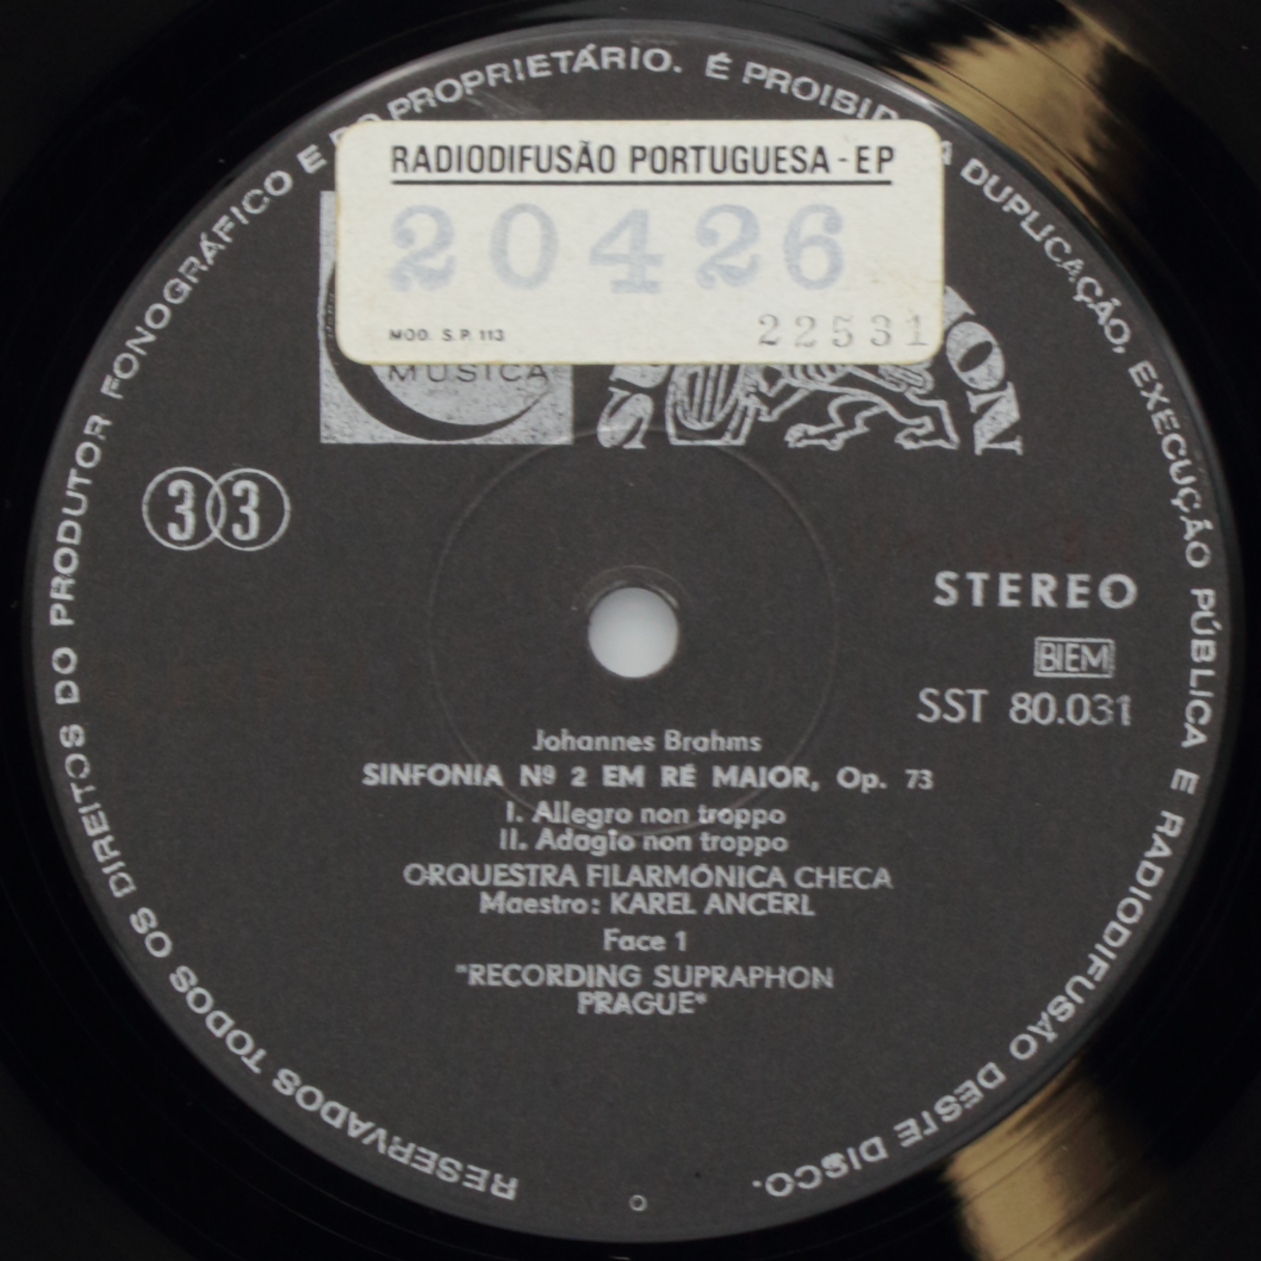 RESERVADOS TODOS OS DIREITOS DO PRODUTOR FONOGRÁFICO E PROPRIETÁRIO. É PROIBID DUPLICAÇÃO, EXECUÇÃO PÚBLICA E RADIODIFUSÃO DESTE DISCO.
RADIODIFUSÃO PORTUGUESA - EP
20426
MOD. S.P. 113
22531
MUSICA
33
STEREO
BIEM
SST 80.031
Johannes Brahms
SINFONIA Nº 2 EM RÉ MAIOR, Op. 73
I. Allegro non troppo
II. Adagio non troppo
ORQUESTRA FILARMÓNICA CHECA
Maestro: KAREL ANCERL
Face 1
"RECORDING SUPRAPHON
PRAGUE"